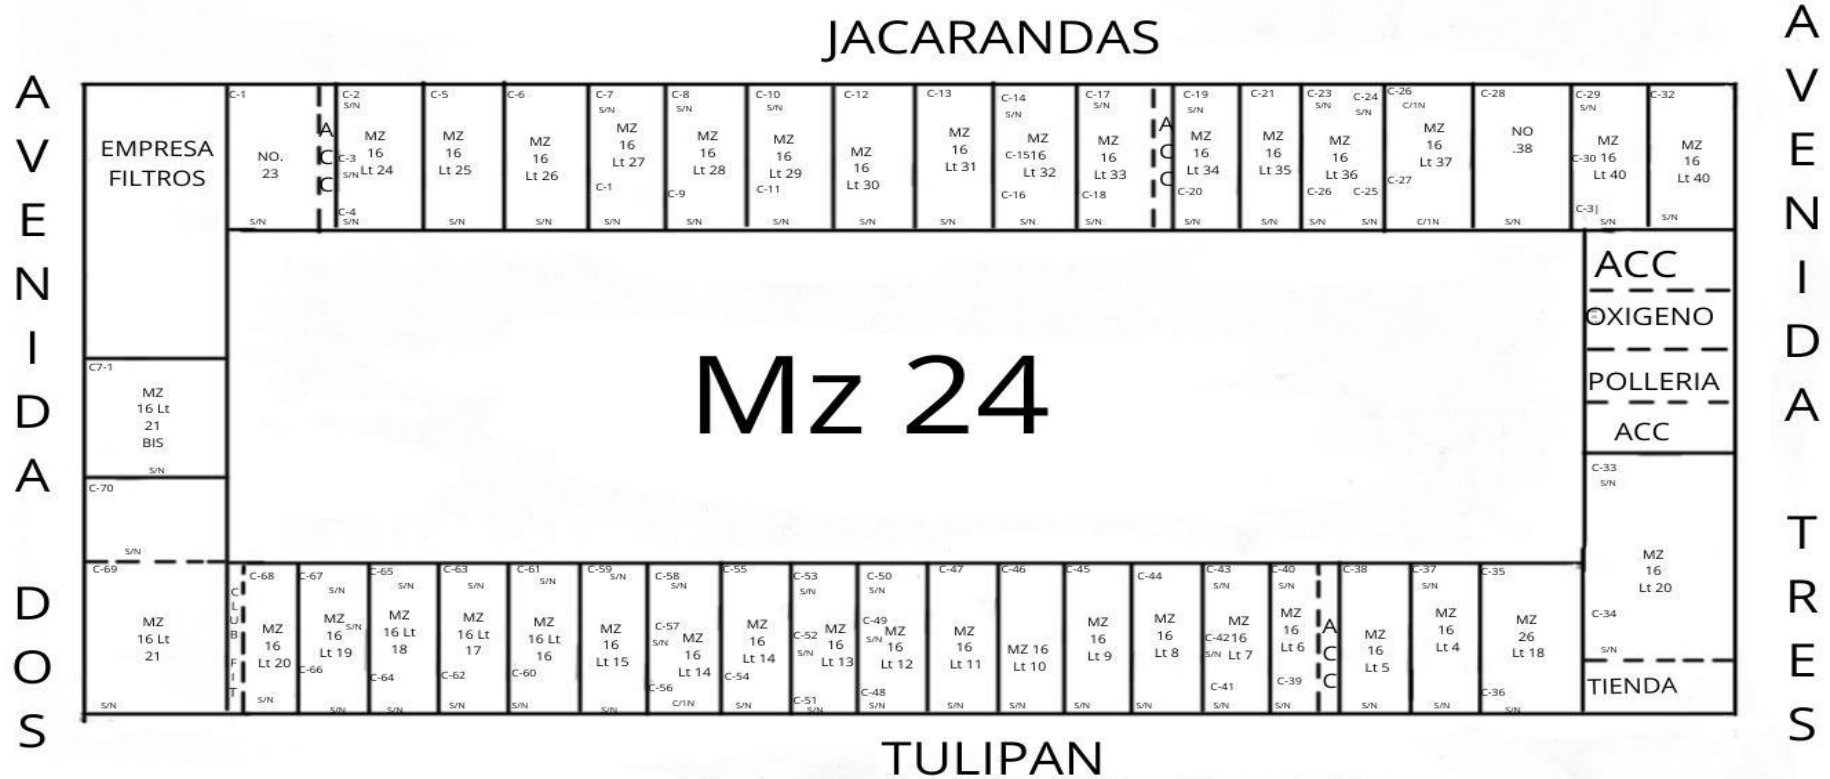 JACARANDAS
AVENIDA DOS
AVENIDA TRES
EMPRESA
FILTROS
C-1
NO.
23
S/N
ACC
C-2
S/N
MZ
16
Lt 24
C-3
S/N
C-4
S/N
C-5
MZ
16
Lt 25
S/N
C-6
MZ
16
Lt 26
S/N
C-7
S/N
MZ
16
Lt 27
C-1
S/N
C-8
S/N
MZ
16
Lt 28
C-9
S/N
C-10
S/N
MZ
16
Lt 29
C-11
S/N
C-12
MZ
16
Lt 30
S/N
C-13
MZ
16
Lt 31
S/N
C-14
S/N
MZ
C-1516
Lt 32
C-16
S/N
C-17
S/N
MZ
16
Lt 33
C-18
S/N
ACC
C-19
S/N
MZ
16
Lt 34
C-20
S/N
C-21
MZ
16
Lt 35
S/N
C-23
S/N
C-24
S/N
MZ
16
Lt 36
C-26
C-25
S/N
S/N
C-26
C/1N
MZ
16
Lt 37
C-27
C/1N
C-28
NO
.38
S/N
C-29
S/N
MZ
C-30 16
Lt 40
C-3|
S/N
C-32
MZ
16
Lt 40
S/N
ACC
OXIGENO
POLLERIA
ACC
Mz 24
C7-1
MZ
16 Lt
21
BIS
S/N
C-70
S/N
C-69
MZ
16 Lt
21
S/N
CLUB FIT
C-68
MZ
16
Lt 20
S/N
C-67
S/N
MZ
16 S/N
Lt 19
C-66
S/N
C-65
S/N
MZ
16 Lt
18
C-64
S/N
C-63
S/N
MZ
16 Lt
17
C-62
S/N
C-61
S/N
MZ
16 Lt
16
C-60
S/N
C-59
S/N
MZ
16
Lt 15
S/N
C-58
S/N
C-57
S/N
MZ
16
Lt 14
C-56
C/1N
C-55
MZ
16
Lt 14
C-54
S/N
C-53
S/N
C-52
MZ
16
S/N
Lt 13
C-51
S/N
C-50
S/N
C-49
S/N
MZ
16
Lt 12
C-48
S/N
C-47
MZ
16
Lt 11
S/N
C-46
MZ 16
Lt 10
S/N
C-45
MZ
16
Lt 9
S/N
C-44
MZ
16
Lt 8
S/N
C-43
S/N
MZ
C-4216
S/N Lt 7
C-41
S/N
C-40
S/N
MZ
16
Lt 6
C-39
S/N
ACC
C-38
MZ
16
Lt 5
S/N
C-37
S/N
MZ
16
Lt 4
S/N
C-35
MZ
26
Lt 18
C-36
S/N
C-33
S/N
MZ
16
Lt 20
C-34
S/N
TIENDA
TULIPAN